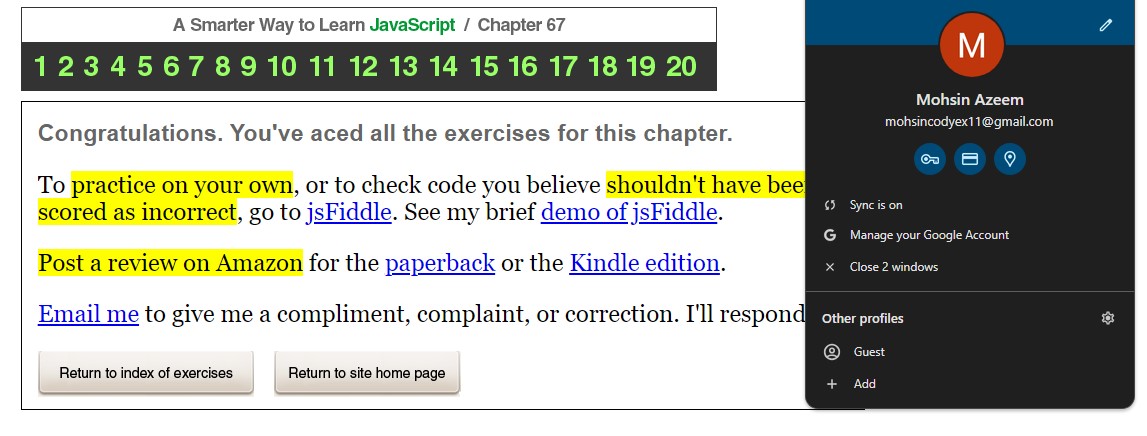 A Smarter Way to Learn JavaScript / Chapter 67
1 2 3 4 5 6 7 8 9 10 11 12 13 14 15 16 17 18 19 20
Congratulations. You've aced all the exercises for this chapter.
To practice on your own, or to check code you believe shouldn't have bee
scored as incorrect, go to jsFiddle. See my brief demo of jsFiddle.
Post a review on Amazon for the paperback or the Kindle edition.
Email me to give me a compliment, complaint, or correction. I'll respond
Return to index of exercises
Return to site home page
M
Mohsin Azeem
mohsincodyex11@gmail.com
Sync is on
G
Manage your Google Account
Close 2 windows
Other profiles
Guest
Add